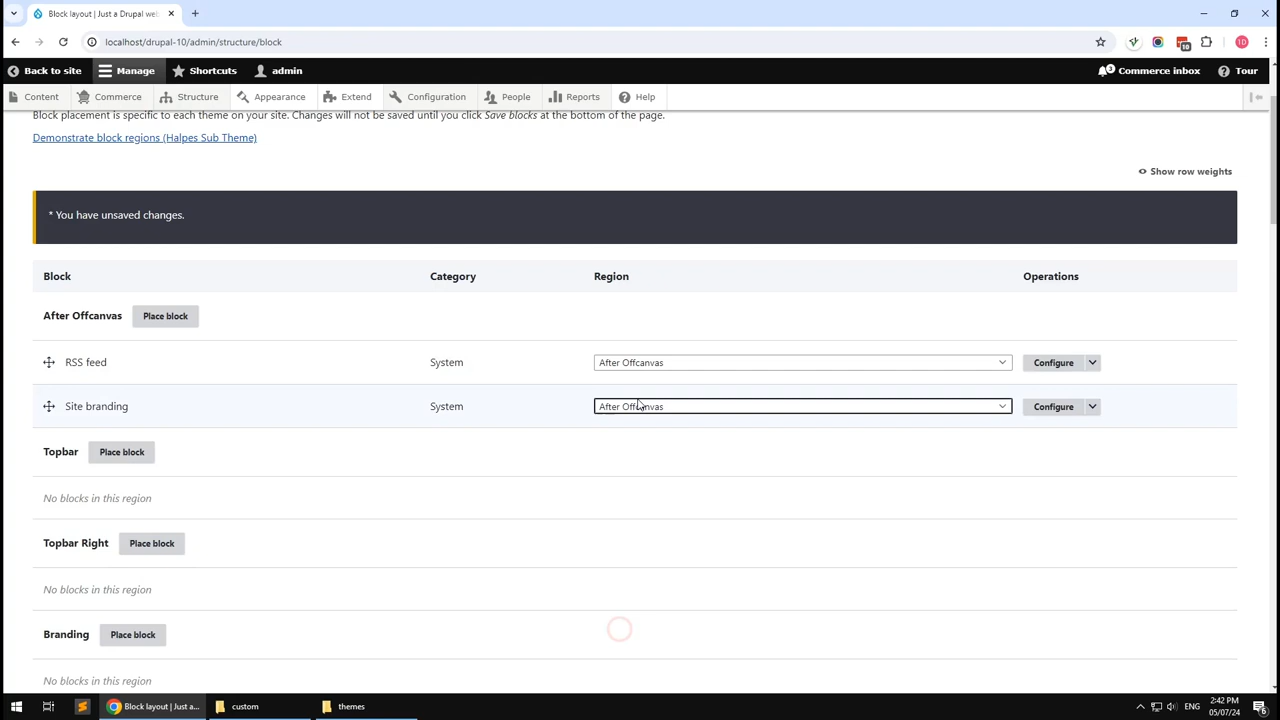 Block layout | Just a Drupal web
localhost/drupal-10/admin/structure/block
10
1D
Back to site Manage Shortcuts admin 3 Commerce inbox Tour
Content Commerce Structure Appearance Extend Configuration People Reports Help
Block placement is specific to each theme on your site. Changes will not be saved until you click Save blocks at the bottom of the page.
Demonstrate block regions (Halpes Sub Theme)
Show row weights
* You have unsaved changes.
Block Category Region Operations
After Offcanvas Place block
RSS feed System After Offcanvas Configure
Site branding System After Offcanvas Configure
Topbar Place block
No blocks in this region
Topbar Right Place block
No blocks in this region
Branding Place block
No blocks in this region
Block layout | Just a... custom themes
ENG
2:42 PM
05/07/24
6